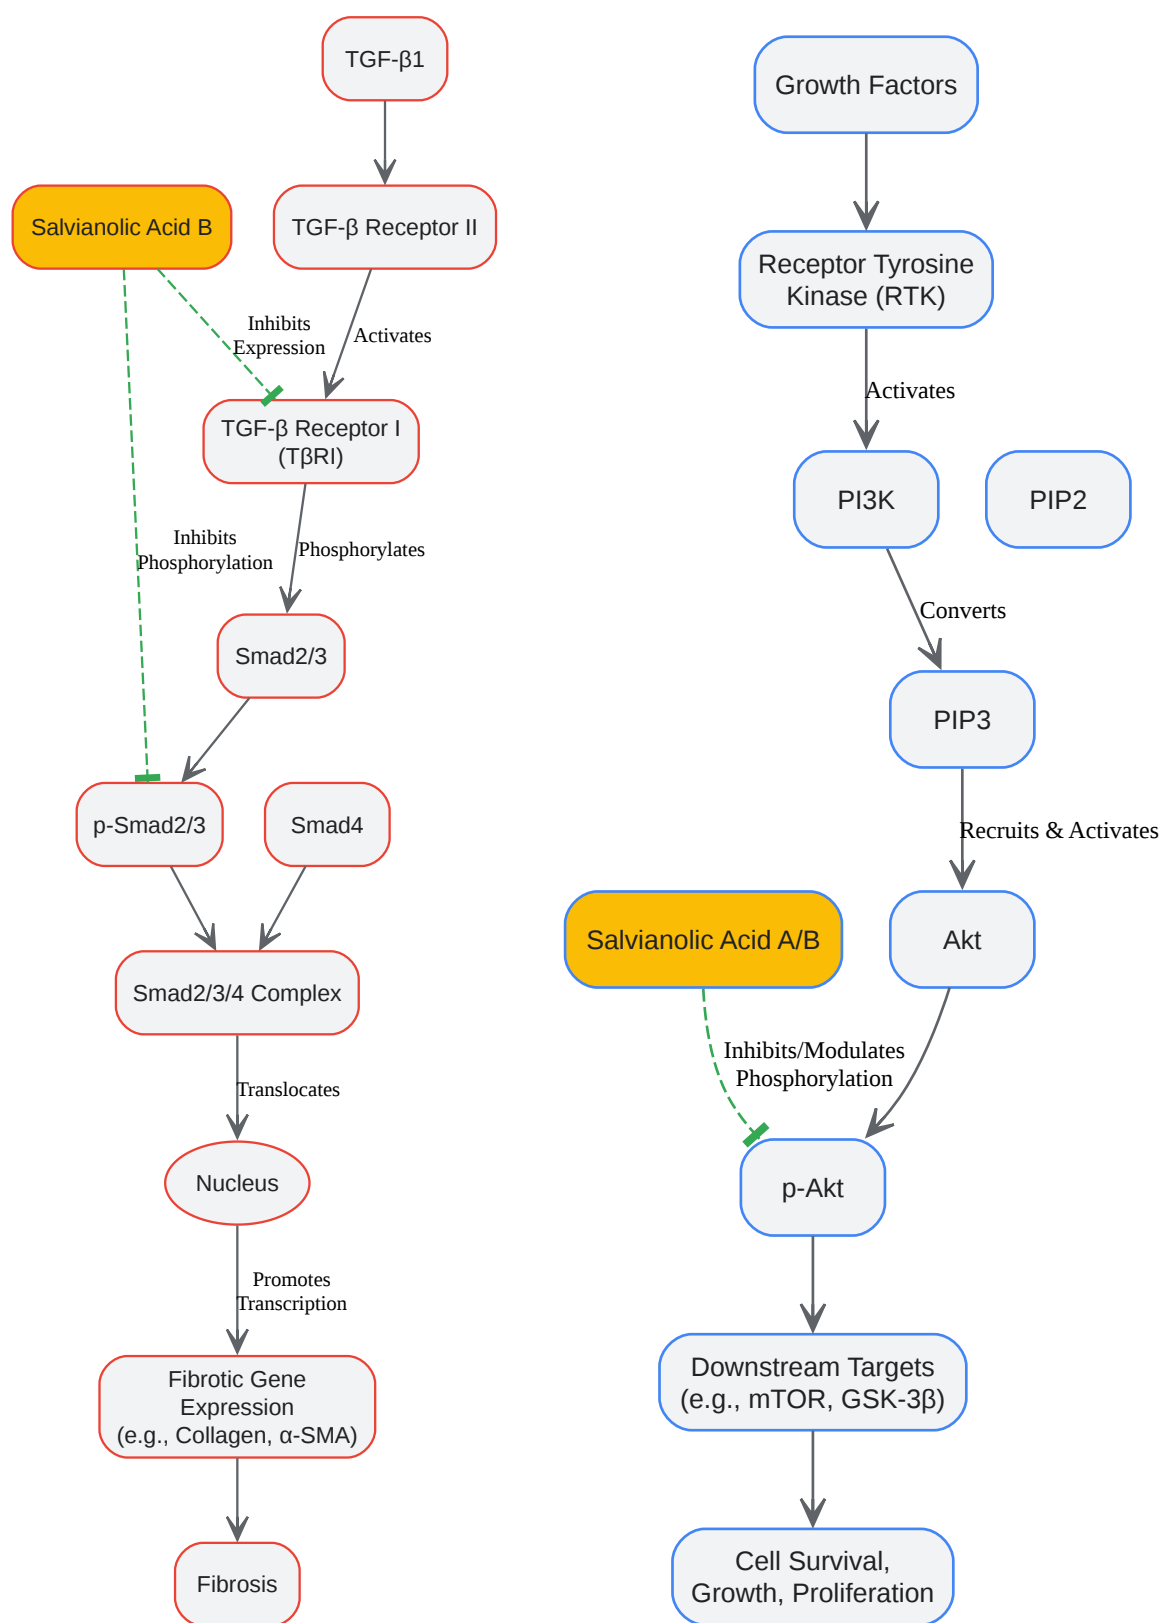 TGF-β1
Salvianolic Acid B
TGF-β Receptor II
Inhibits
Expression
Activates
TGF-β Receptor I
(TβRI)
Inhibits
Phosphorylation
Phosphorylates
Smad2/3
p-Smad2/3
Smad4
Smad2/3/4 Complex
Translocates
Nucleus
Promotes
Transcription
Fibrotic Gene
Expression
(e.g., Collagen, α-SMA)
Fibrosis
Growth Factors
Receptor Tyrosine
Kinase (RTK)
Activates
PI3K
PIP2
Converts
PIP3
Recruits & Activates
Salvianolic Acid A/B
Akt
Inhibits/Modulates
Phosphorylation
p-Akt
Downstream Targets
(e.g., mTOR, GSK-3β)
Cell Survival,
Growth, Proliferation